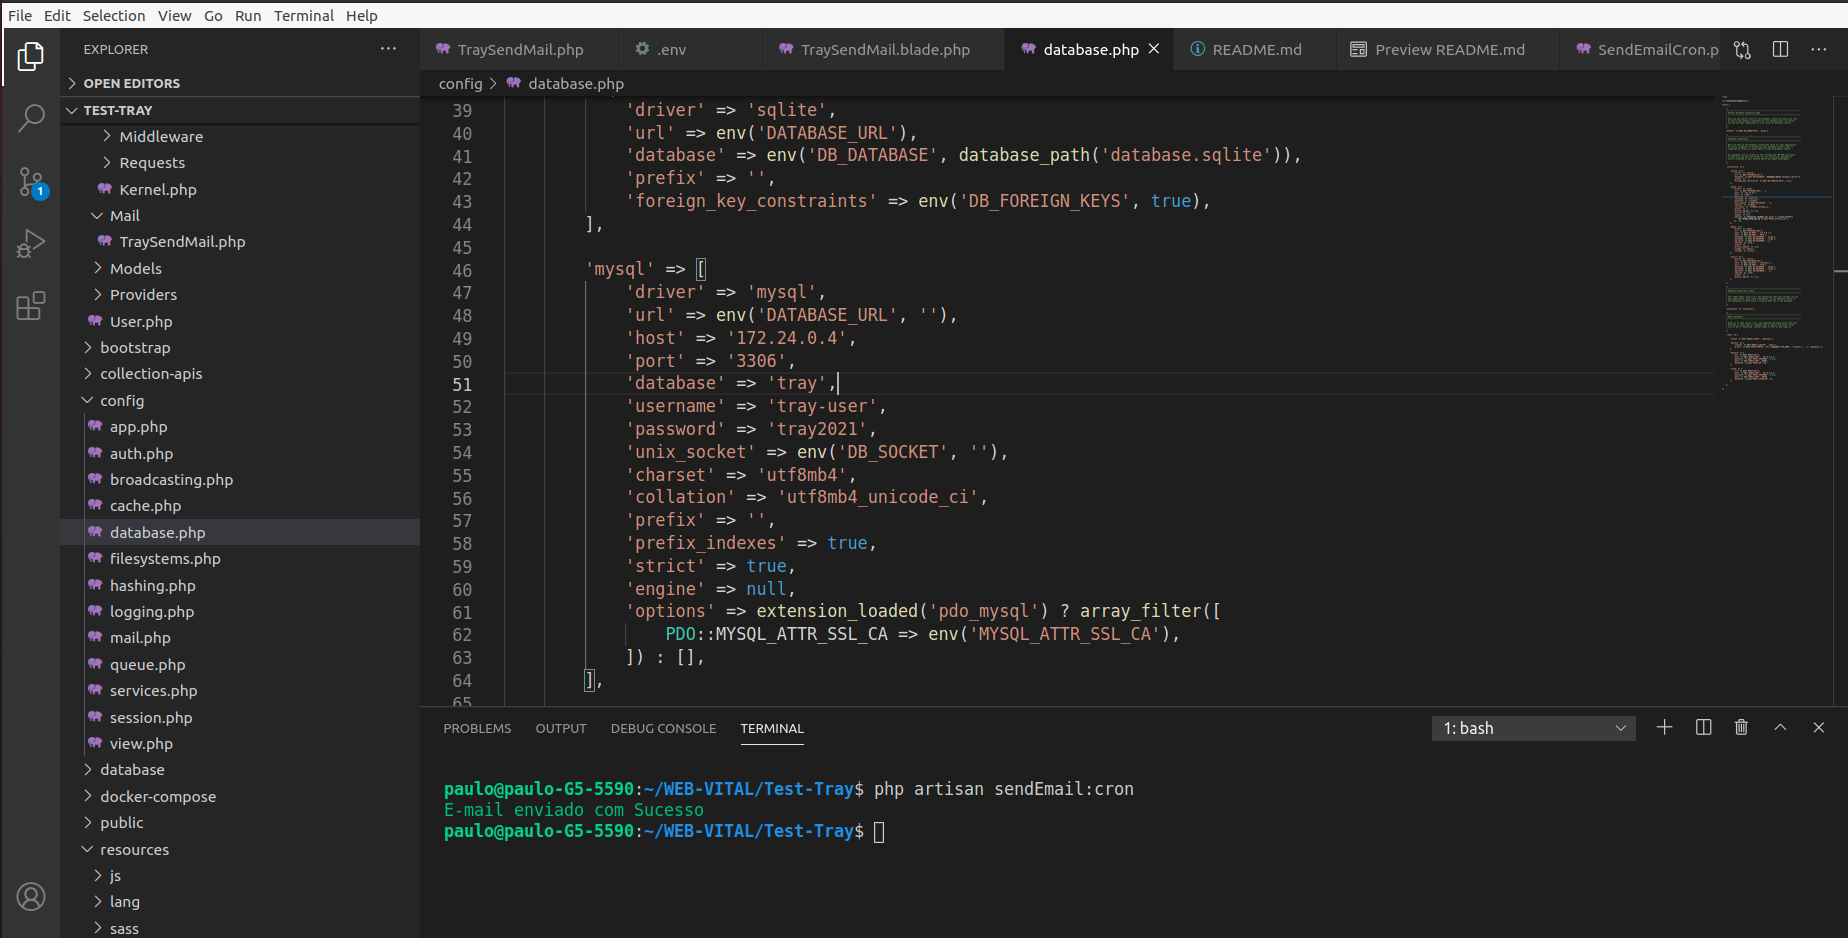 File Edit Selection View Go Run Terminal Help
EXPLORER
OPEN EDITORS
TEST-TRAY
Middleware
Requests
Kernel.php
Mail
TraySendMail.php
Models
Providers
User.php
bootstrap
collection-apis
config
app.php
auth.php
broadcasting.php
cache.php
database.php
filesystems.php
hashing.php
logging.php
mail.php
queue.php
services.php
session.php
view.php
database
docker-compose
public
resources
js
lang
sass
1
TraySendMail.php .env TraySendMail.blade.php database.php README.md Preview README.md SendEmailCron.p
config > database.php
39 'driver' => 'sqlite',
40 'url' => env('DATABASE_URL'),
41 'database' => env('DB_DATABASE', database_path('database.sqlite')),
42 'prefix' => '',
43 'foreign_key_constraints' => env('DB_FOREIGN_KEYS', true),
44 ],
45
46 'mysql' => [
47 'driver' => 'mysql',
48 'url' => env('DATABASE_URL', ''),
49 'host' => '172.24.0.4',
50 'port' => '3306',
51 'database' => 'tray',
52 'username' => 'tray-user',
53 'password' => 'tray2021',
54 'unix_socket' => env('DB_SOCKET', ''),
55 'charset' => 'utf8mb4',
56 'collation' => 'utf8mb4_unicode_ci',
57 'prefix' => '',
58 'prefix_indexes' => true,
59 'strict' => true,
60 'engine' => null,
61 'options' => extension_loaded('pdo_mysql') ? array_filter([
62 PDO::MYSQL_ATTR_SSL_CA => env('MYSQL_ATTR_SSL_CA'),
63 ]) : [],
64 ],
65
PROBLEMS OUTPUT DEBUG CONSOLE TERMINAL 1: bash
paulo@paulo-G5-5590:~/WEB-VITAL/Test-Tray$ php artisan sendEmail:cron
E-mail enviado com Sucesso
paulo@paulo-G5-5590:~/WEB-VITAL/Test-Tray$